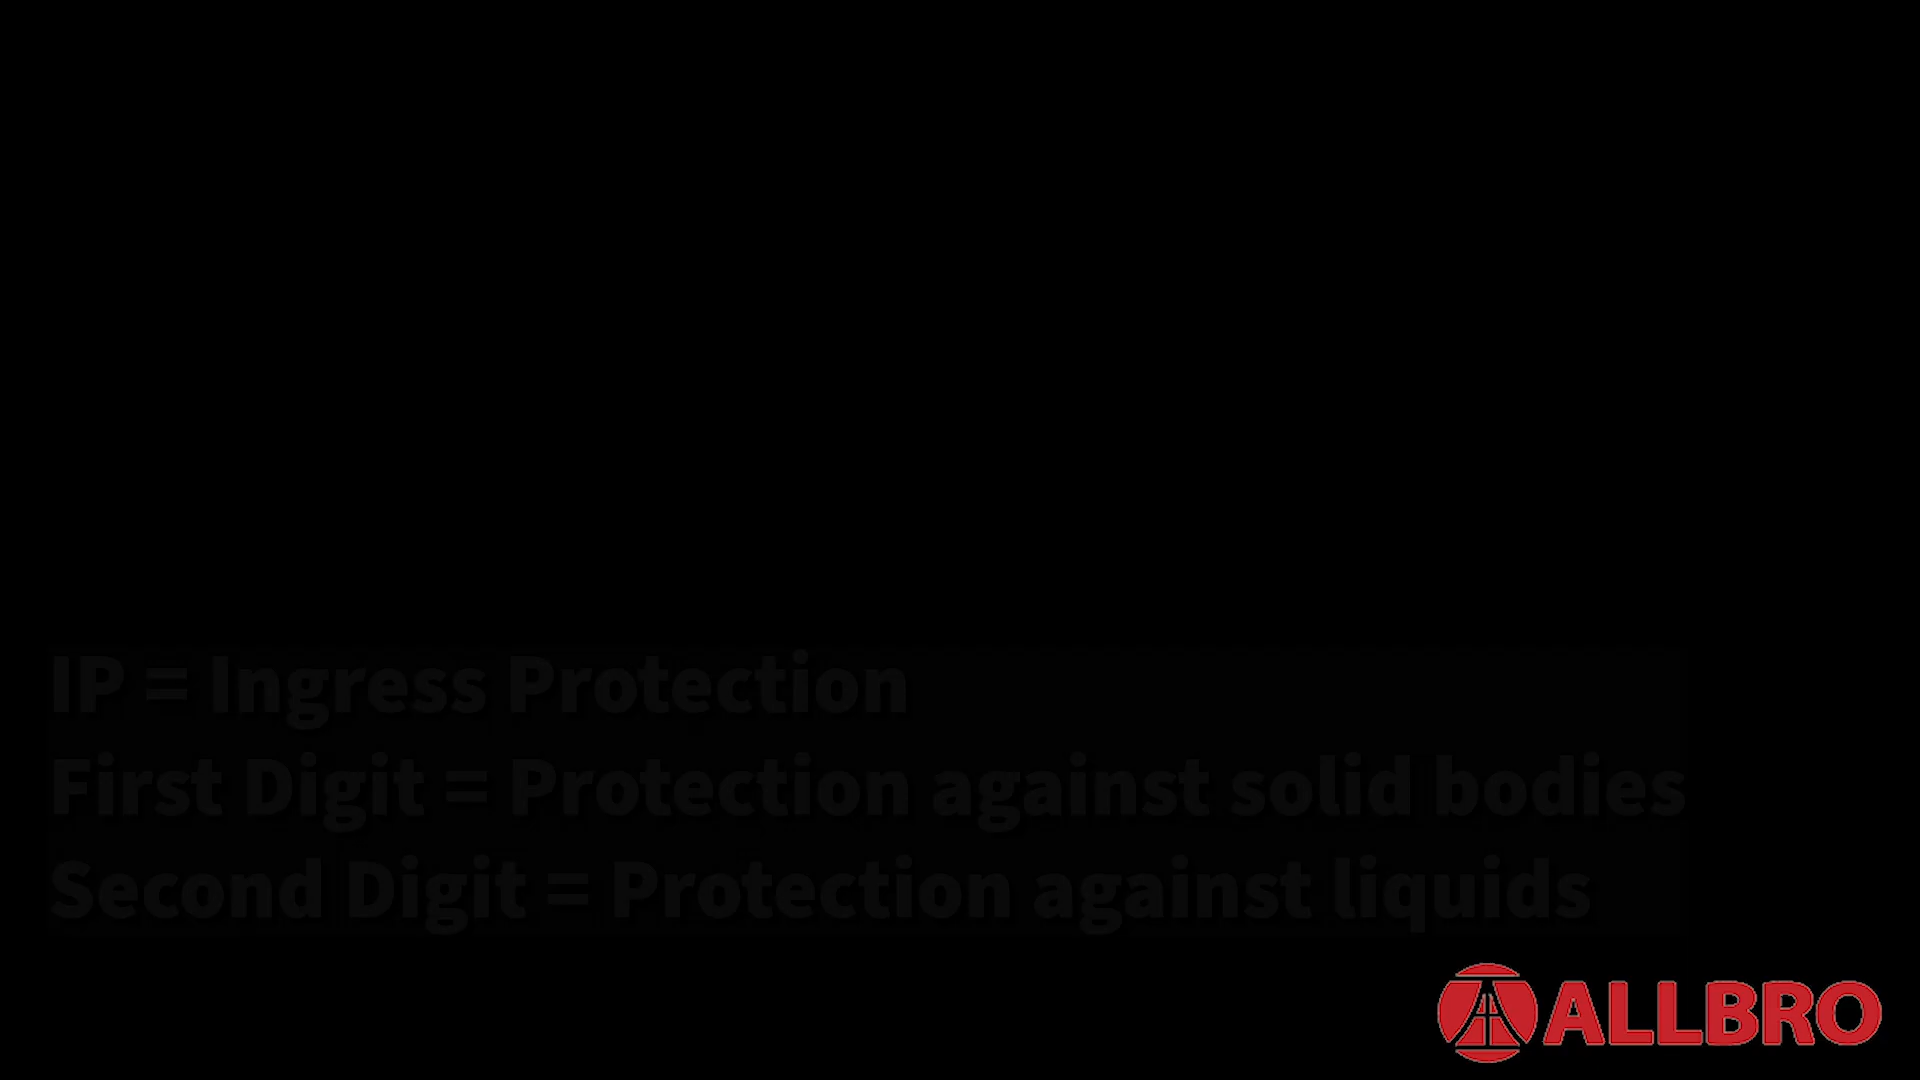 IP = Ingress Protection
First Digit = Protection against solid bodies
Second Digit = Protection against liquids
ALLBRO